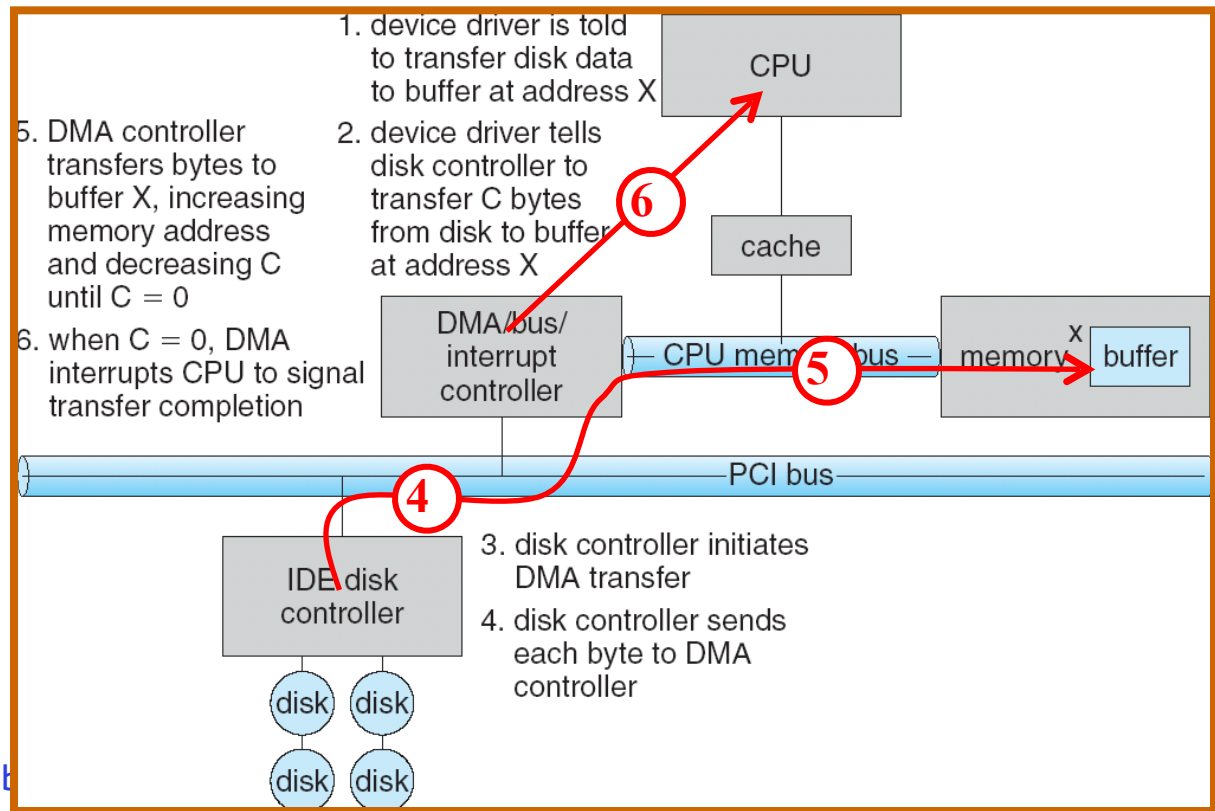 1. device driver is told
to transfer disk data
to buffer at address X
CPU
5. DMA controller
transfers bytes to
buffer X, increasing
memory address
and decreasing C
until C = 0
2. device driver tells
disk controller to
transfer C bytes
from disk to buffer
at address X
6
cache
6. when C = 0, DMA
interrupts CPU to signal
transfer completion
DMA/bus/
interrupt
controller
CPU memory bus
5
memory
x
buffer
PCI bus
4
IDE disk
controller
3. disk controller initiates
DMA transfer
4. disk controller sends
each byte to DMA
controller
disk
disk
disk
disk